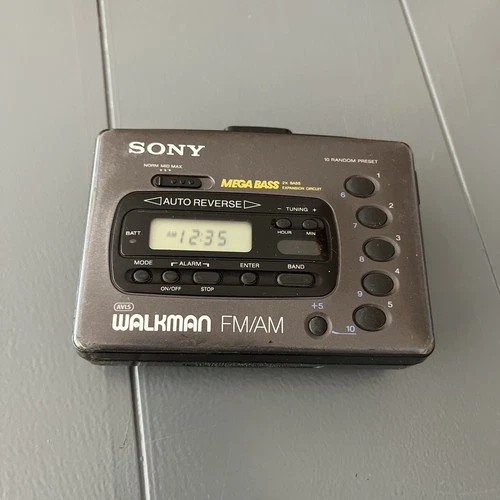 SONY
10 RANDOM PRESET
NORM MID MAX
MEGA BASS
EXPANSION CIRCUIT
1
6
2
7
3
8
4
9
5
10
◁AUTO REVERSE▷
− TUNING +
HOUR MIN
BATT
AM 12:35
MODE ALARM ENTER BAND
ON/OFF STOP
+5
AVLS
WALKMAN FM/AM